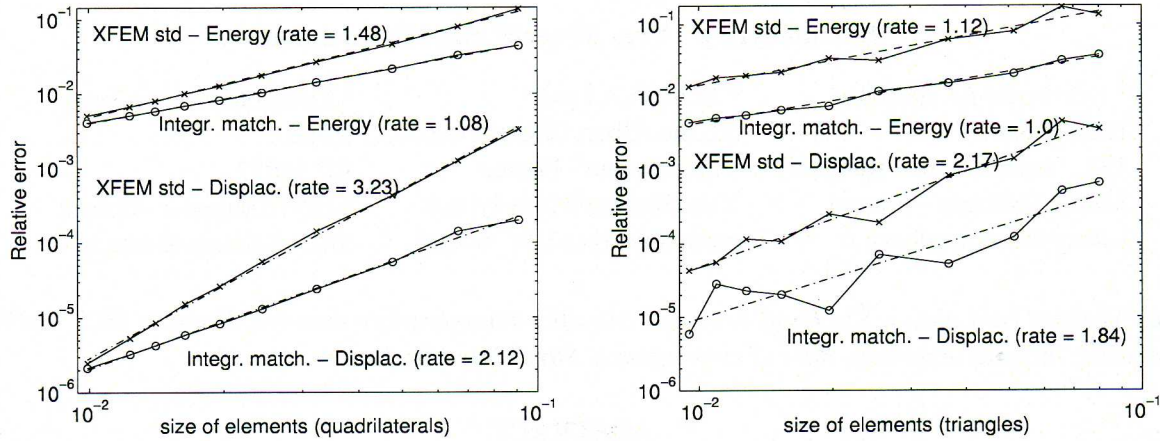 10^-1
10^-2
10^-3
10^-4
10^-5
10^-6
Relative error
XFEM std – Energy (rate = 1.48)
Integr. match. – Energy (rate = 1.08)
XFEM std – Displac. (rate = 3.23)
Integr. match. – Displac. (rate = 2.12)
10^-2
10^-1
size of elements (quadrilaterals)
10^-1
10^-2
10^-3
10^-4
10^-5
10^-6
Relative error
XFEM std – Energy (rate = 1.12)
Integr. match. – Energy (rate = 1.0)
XFEM std – Displac. (rate = 2.17)
Integr. match. – Displac. (rate = 1.84)
10^-2
10^-1
size of elements (triangles)